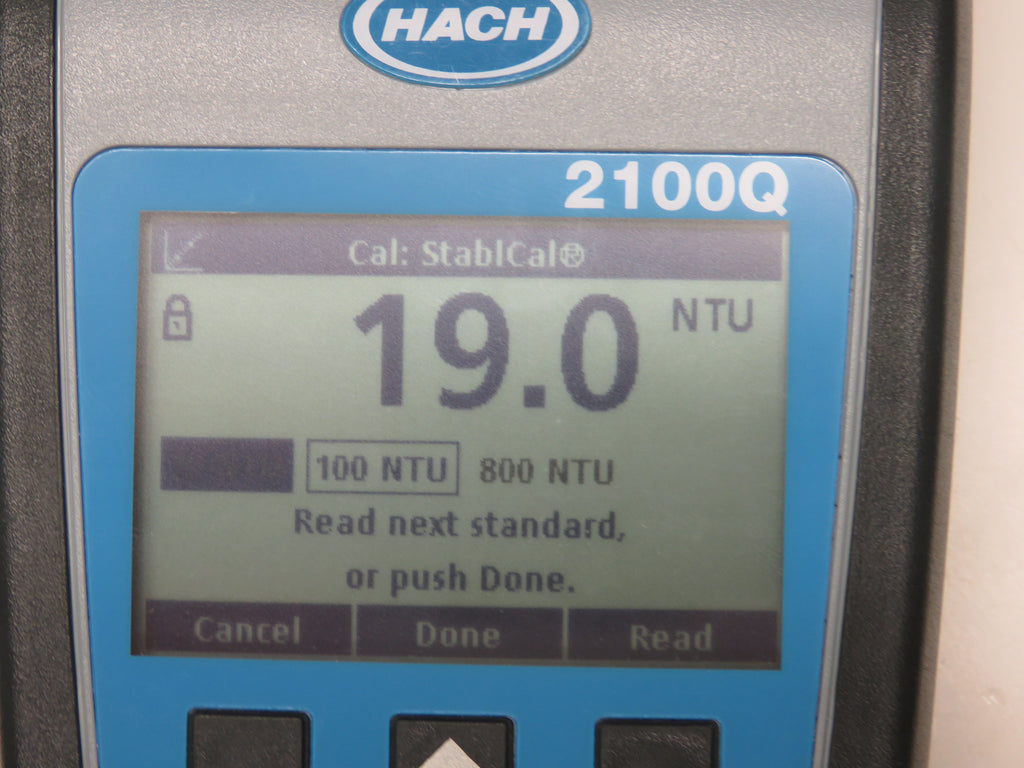 HACH
2100Q
Cal: StablCal®
19.0 NTU
100 NTU 800 NTU
Read next standard,
or push Done.
Cancel Done Read